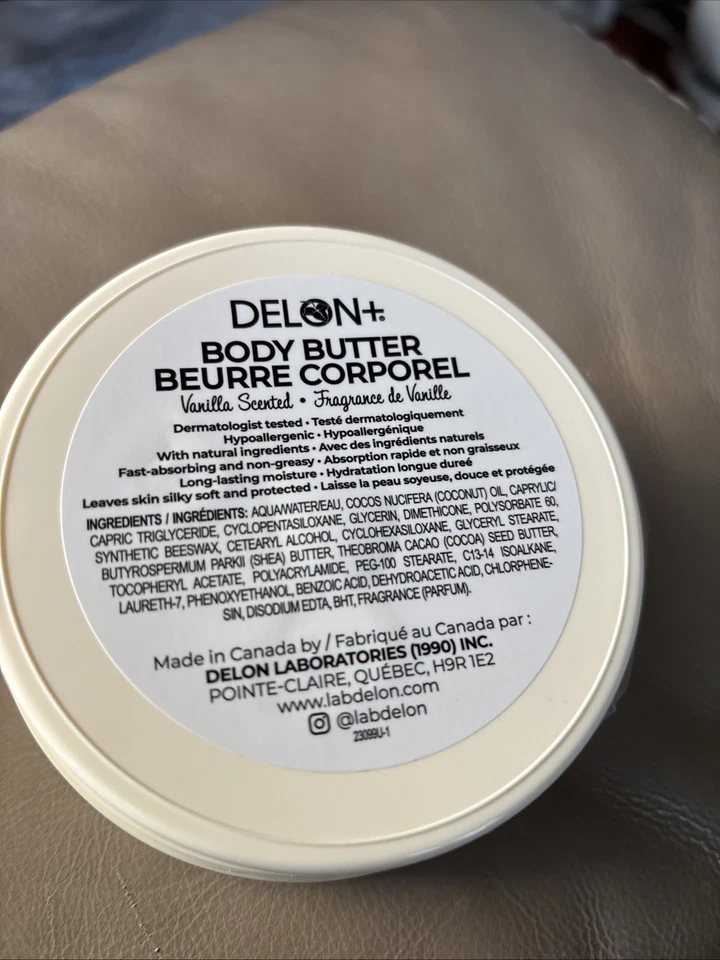 DELON+®
BODY BUTTER
BEURRE CORPOREL
Vanilla Scented • Fragrance de Vanille
Dermatologist tested • Testé dermatologiquement
Hypoallergenic • Hypoallergénique
With natural ingredients • Avec des ingrédients naturels
Fast-absorbing and non-greasy • Absorption rapide et non graisseux
Long-lasting moisture • Hydratation longue dureé
Leaves skin silky soft and protected • Laisse la peau soyeuse, douce et protégée
INGREDIENTS / INGRÉDIENTS: AQUA/WATER/EAU, COCOS NUCIFERA (COCONUT) OIL, CAPRYLIC/
CAPRIC TRIGLYCERIDE, CYCLOPENTASILOXANE, GLYCERIN, DIMETHICONE, POLYSORBATE 60,
SYNTHETIC BEESWAX, CETEARYL ALCOHOL, CYCLOHEXASILOXANE, GLYCERYL STEARATE,
BUTYROSPERMUM PARKII (SHEA) BUTTER, THEOBROMA CACAO (COCOA) SEED BUTTER,
TOCOPHERYL ACETATE, POLYACRYLAMIDE, PEG-100 STEARATE, C13-14 ISOALKANE,
LAURETH-7, PHENOXYETHANOL, BENZOIC ACID, DEHYDROACETIC ACID, CHLORPHENE-
SIN, DISODIUM EDTA, BHT, FRAGRANCE (PARFUM).
Made in Canada by / Fabriqué au Canada par :
DELON LABORATORIES (1990) INC.
POINTE-CLAIRE, QUÉBEC, H9R 1E2
www.labdelon.com
@labdelon
23099U-1